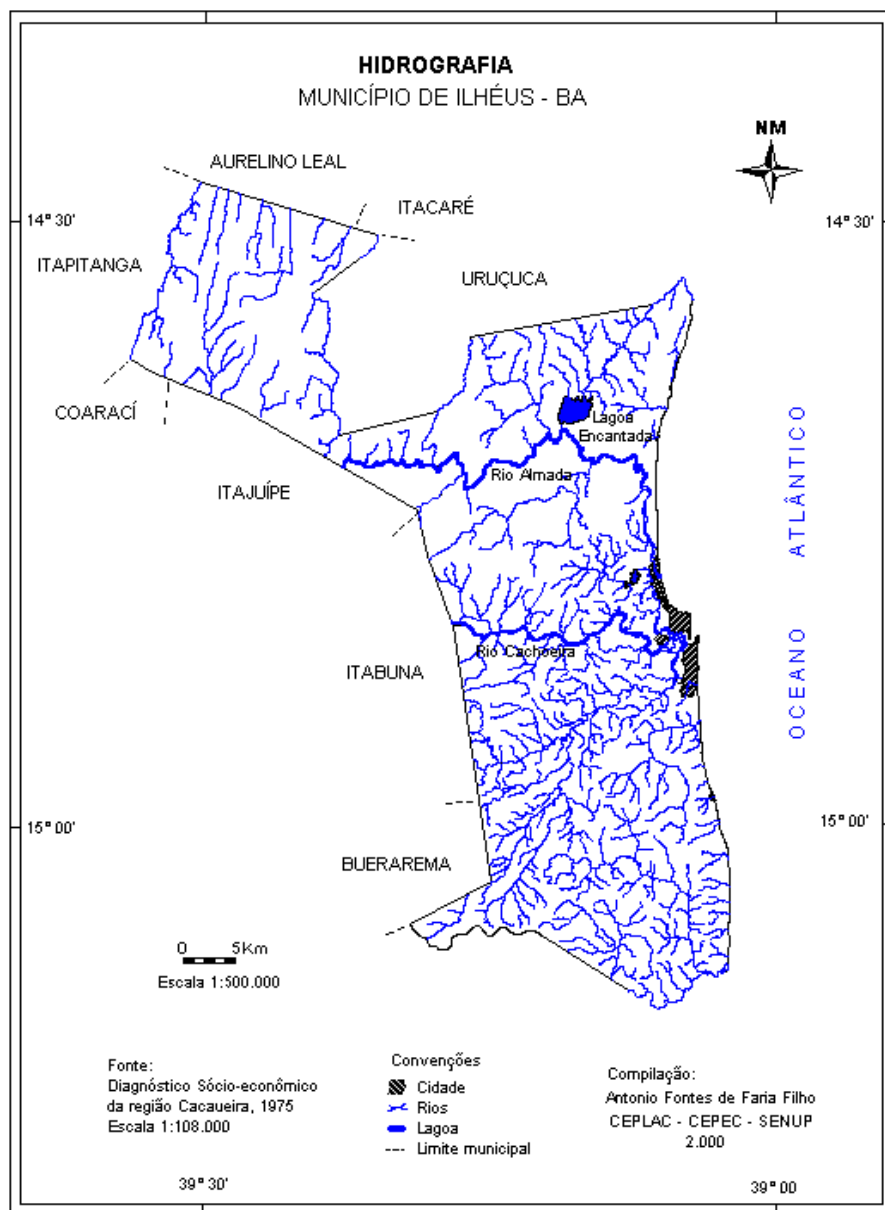 HIDROGRAFIA
MUNICÍPIO DE ILHÉUS - BA
NM
AURELINO LEAL
ITACARÉ
14° 30'
14° 30'
ITAPITANGA
URUÇUCA
COARACÍ
Lagoa
Encantada
Rio Almada
ITAJUÍPE
OCEANO ATLÂNTICO
Rio Cachoeira
ITABUNA
15° 00'
15° 00'
BUERAREMA
0 5Km
Escala 1:500.000
Fonte:
Diagnóstico Sócio-econômico
da região Cacaueira, 1975
Escala 1:108.000
Convenções
Cidade
Rios
Lagoa
Limite municipal
Compilação:
Antonio Fontes de Faria Filho
CEPLAC - CEPEC - SENUP
2.000
39° 30'
39° 00